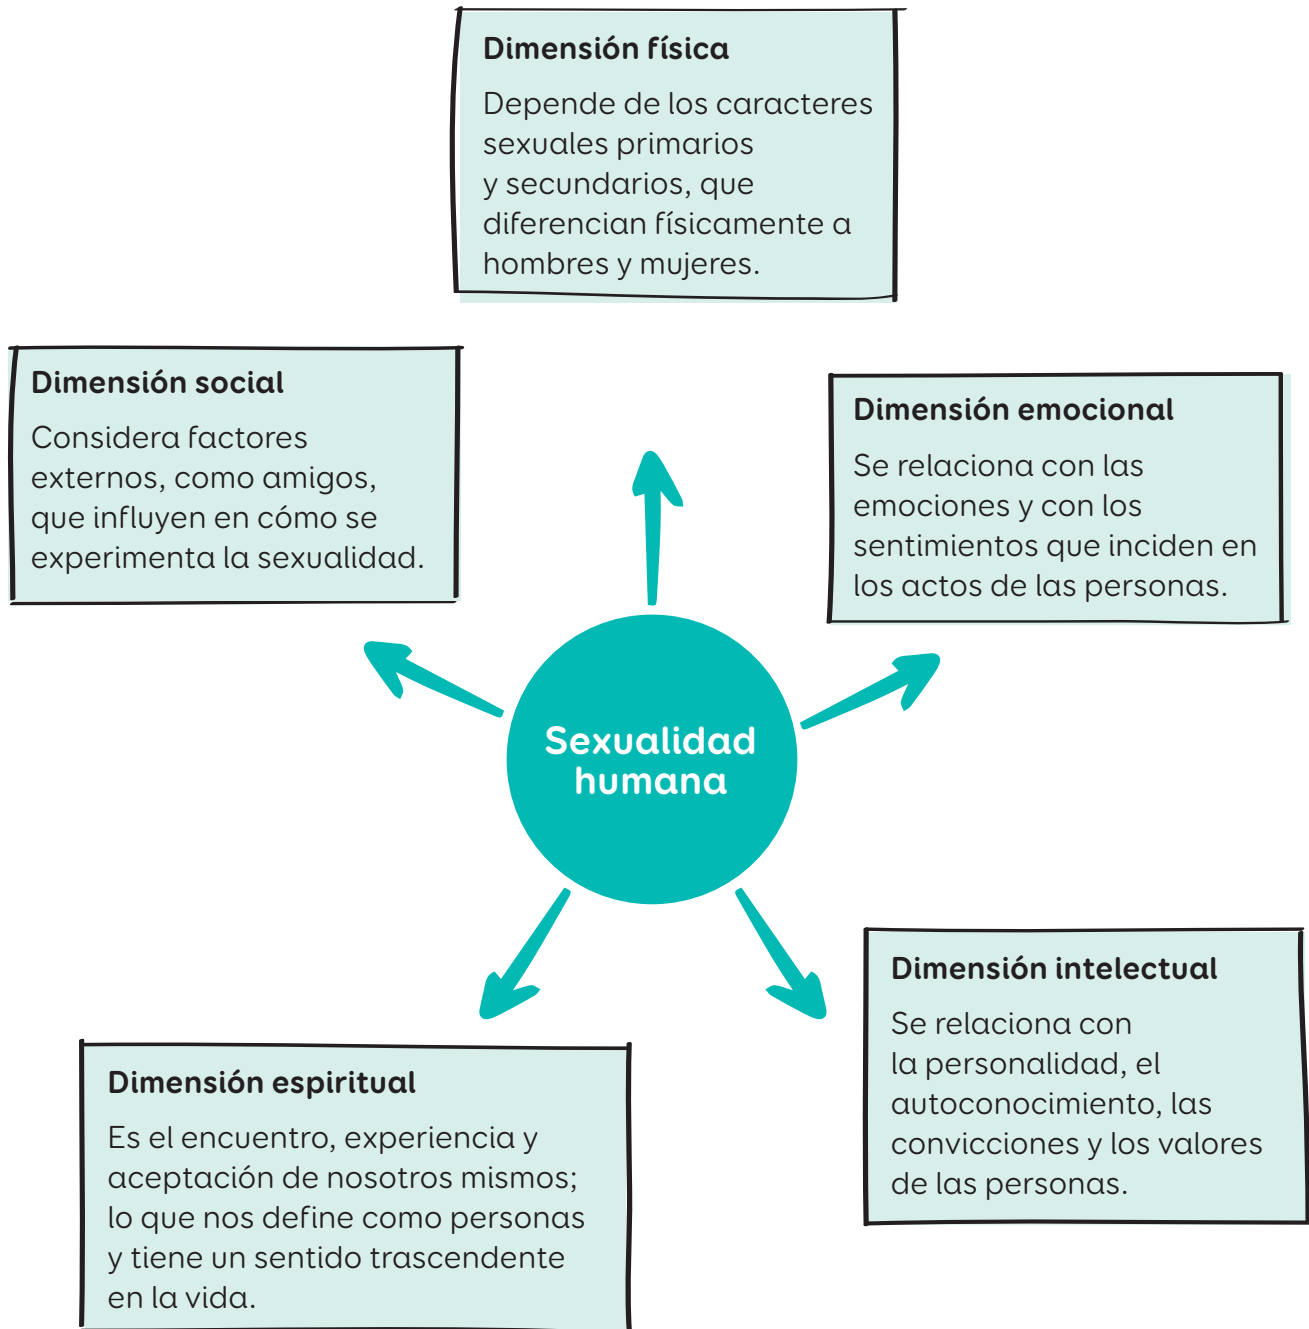 Dimensión física
Depende de los caracteres
sexuales primarios
y secundarios, que
diferencian físicamente a
hombres y mujeres.
Dimensión social
Considera factores
externos, como amigos,
que influyen en cómo se
experimenta la sexualidad.
Dimensión emocional
Se relaciona con las
emociones y con los
sentimientos que inciden en
los actos de las personas.
Sexualidad
humana
Dimensión intelectual
Se relaciona con
la personalidad, el
autoconocimiento, las
convicciones y los valores
de las personas.
Dimensión espiritual
Es el encuentro, experiencia y
aceptación de nosotros mismos;
lo que nos define como personas
y tiene un sentido trascendente
en la vida.